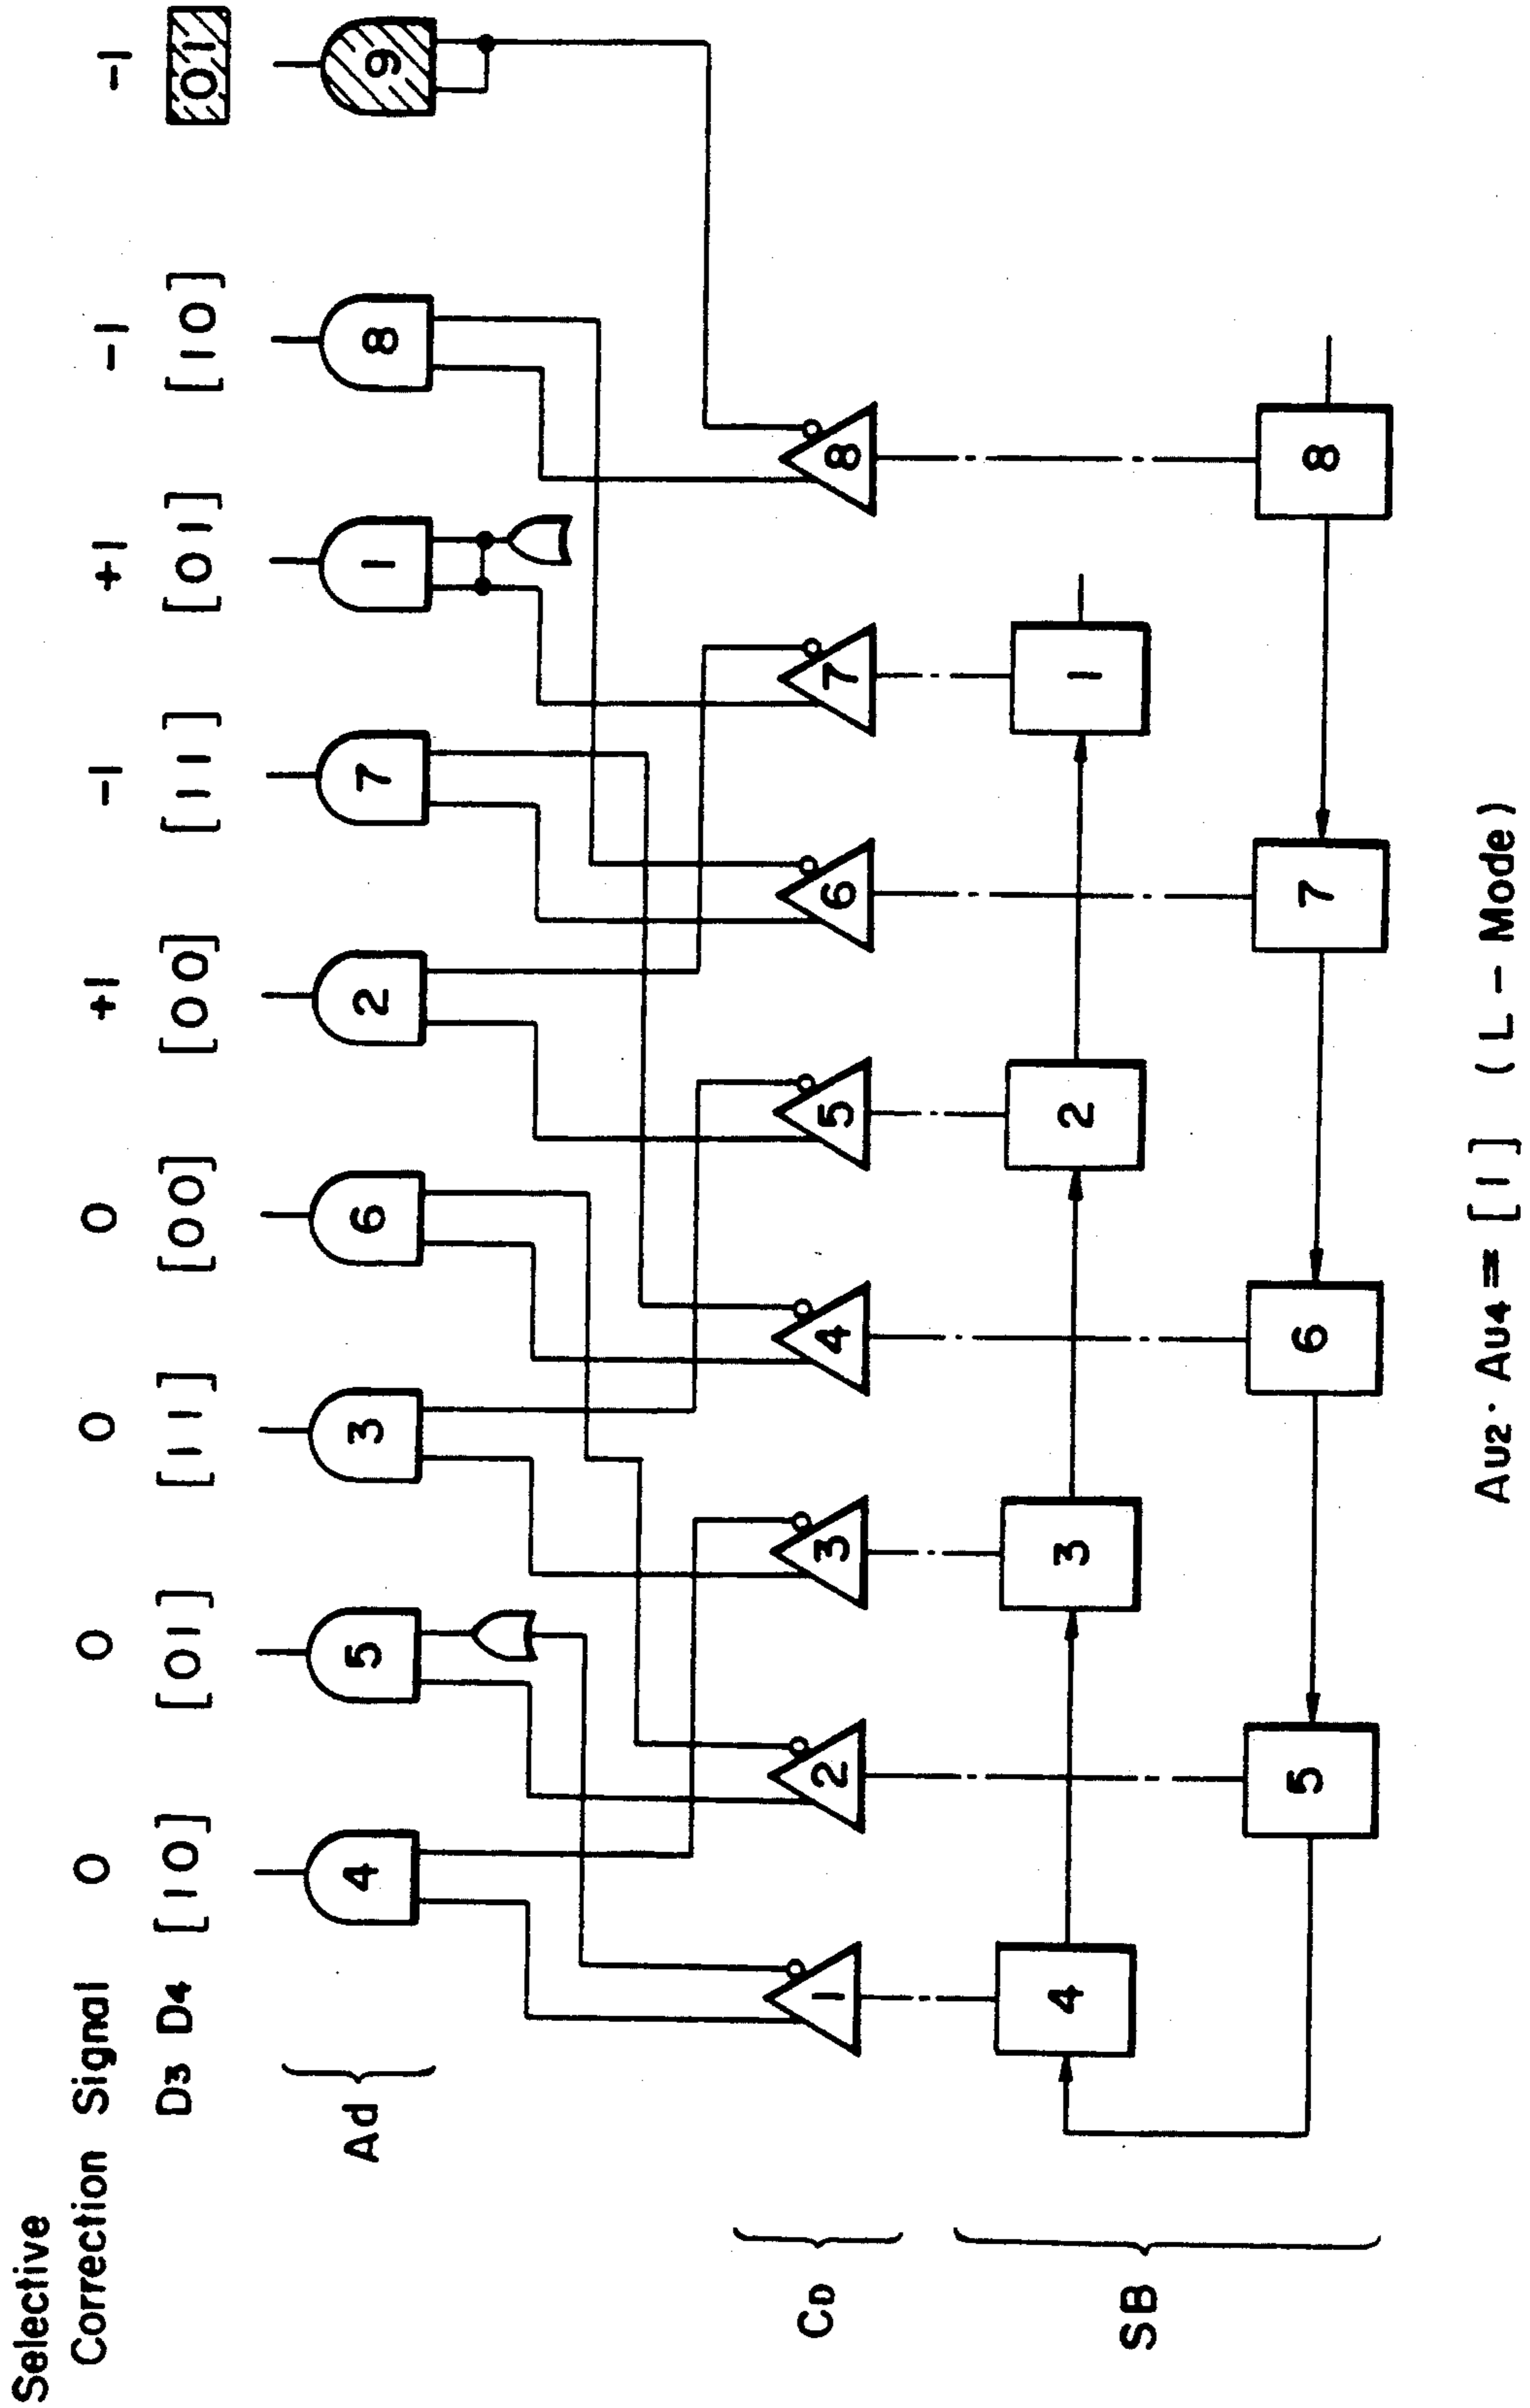 Selective
Correction Signal 0 0 0 0 +1 -1 +1 -1 -1
D3 D4 [10] [01] [11] [00] [00] [11] [01] [10] 01
Ad 4 5 3 6 2 7 1 8 9
CD 1 2 3 4 5 6 7 8
SB
4 3 2 1
5 6 7 8
AU2 · AU4 = [1] (L-Mode)